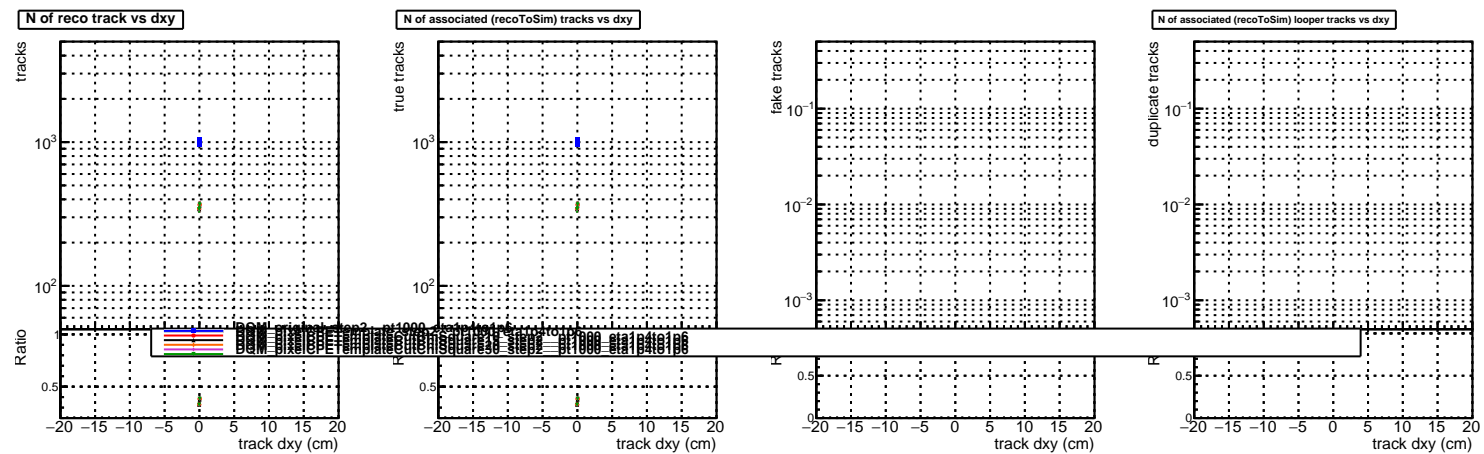 N of reco track vs dxy
N of associated (recoToSim) tracks vs dxy
N of associated (recoToSim) looper tracks vs dxy
tracks
10³
10²
Ratio
1
0.5
−20 −15 −10 −5 0 5 10 15 20
track dxy (cm)
true tracks
10³
10²
0.5
−20 −15 −10 −5 0 5 10 15 20
track dxy (cm)
fake tracks
10⁻¹
10⁻²
10⁻³
0.5
0
−20 −15 −10 −5 0 5 10 15 20
track dxy (cm)
duplicate tracks
10⁻¹
10⁻²
10⁻³
0.5
0
−20 −15 −10 −5 0 5 10 15 20
track dxy (cm)